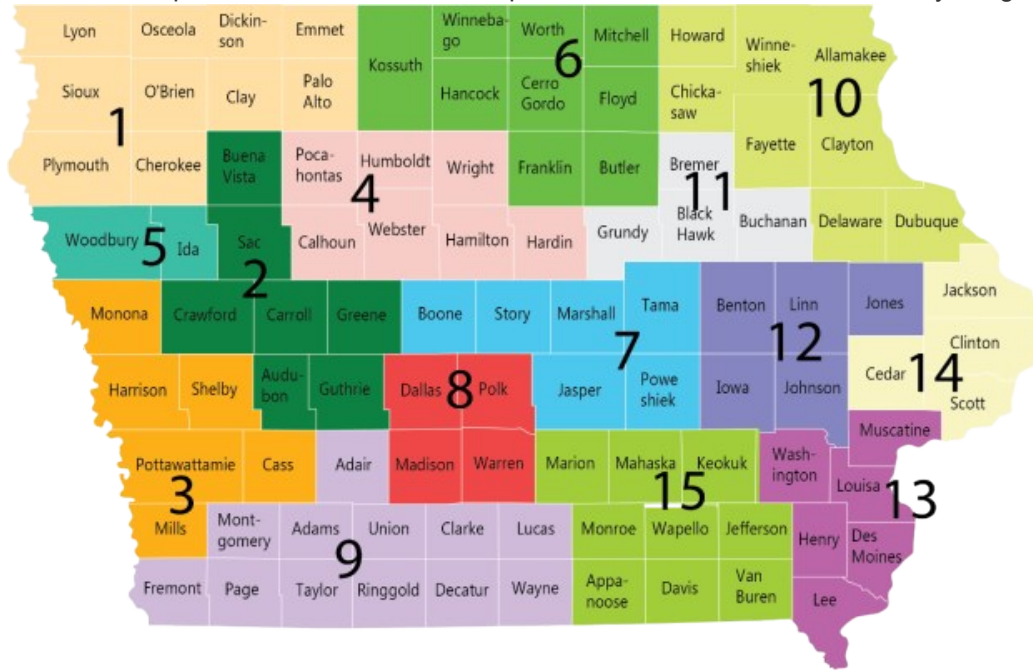 Lyon
Osceola
Dickin-
son
Emmet
Winneba-
go
Worth
6
Mitchell
Howard
Winne-
shiek
Allamakee
Kossuth
Sioux
O'Brien
Clay
Palo
Alto
Hancock
Cerro
Gordo
Floyd
Chicka-
saw
10
1
Plymouth
Cherokee
Buena
Vista
Poca-
hontas
Humboldt
4
Wright
Franklin
Butler
Bremer
11
Fayette
Clayton
Woodbury
5
Ida
Sac
2
Calhoun
Webster
Hamilton
Hardin
Grundy
Black
Hawk
Buchanan
Delaware
Dubuque
Monona
Crawford
Carroll
Greene
Boone
Story
Marshall
Tama
7
Benton
Linn
12
Jones
Jackson
Clinton
Harrison
Shelby
Audu-
bon
Guthrie
Dallas
8
Polk
Jasper
Powe
shiek
Iowa
Johnson
Cedar
14
Scott
Pottawattamie
3
Cass
Adair
Madison
Warren
Marion
Mahaska
15
Keokuk
Wash-
ington
Muscatine
Louisa
13
Mills
Mont-
gomery
Adams
9
Union
Clarke
Lucas
Monroe
Wapello
Jefferson
Henry
Des
Moines
Fremont
Page
Taylor
Ringgold
Decatur
Wayne
Appa-
noose
Davis
Van
Buren
Lee